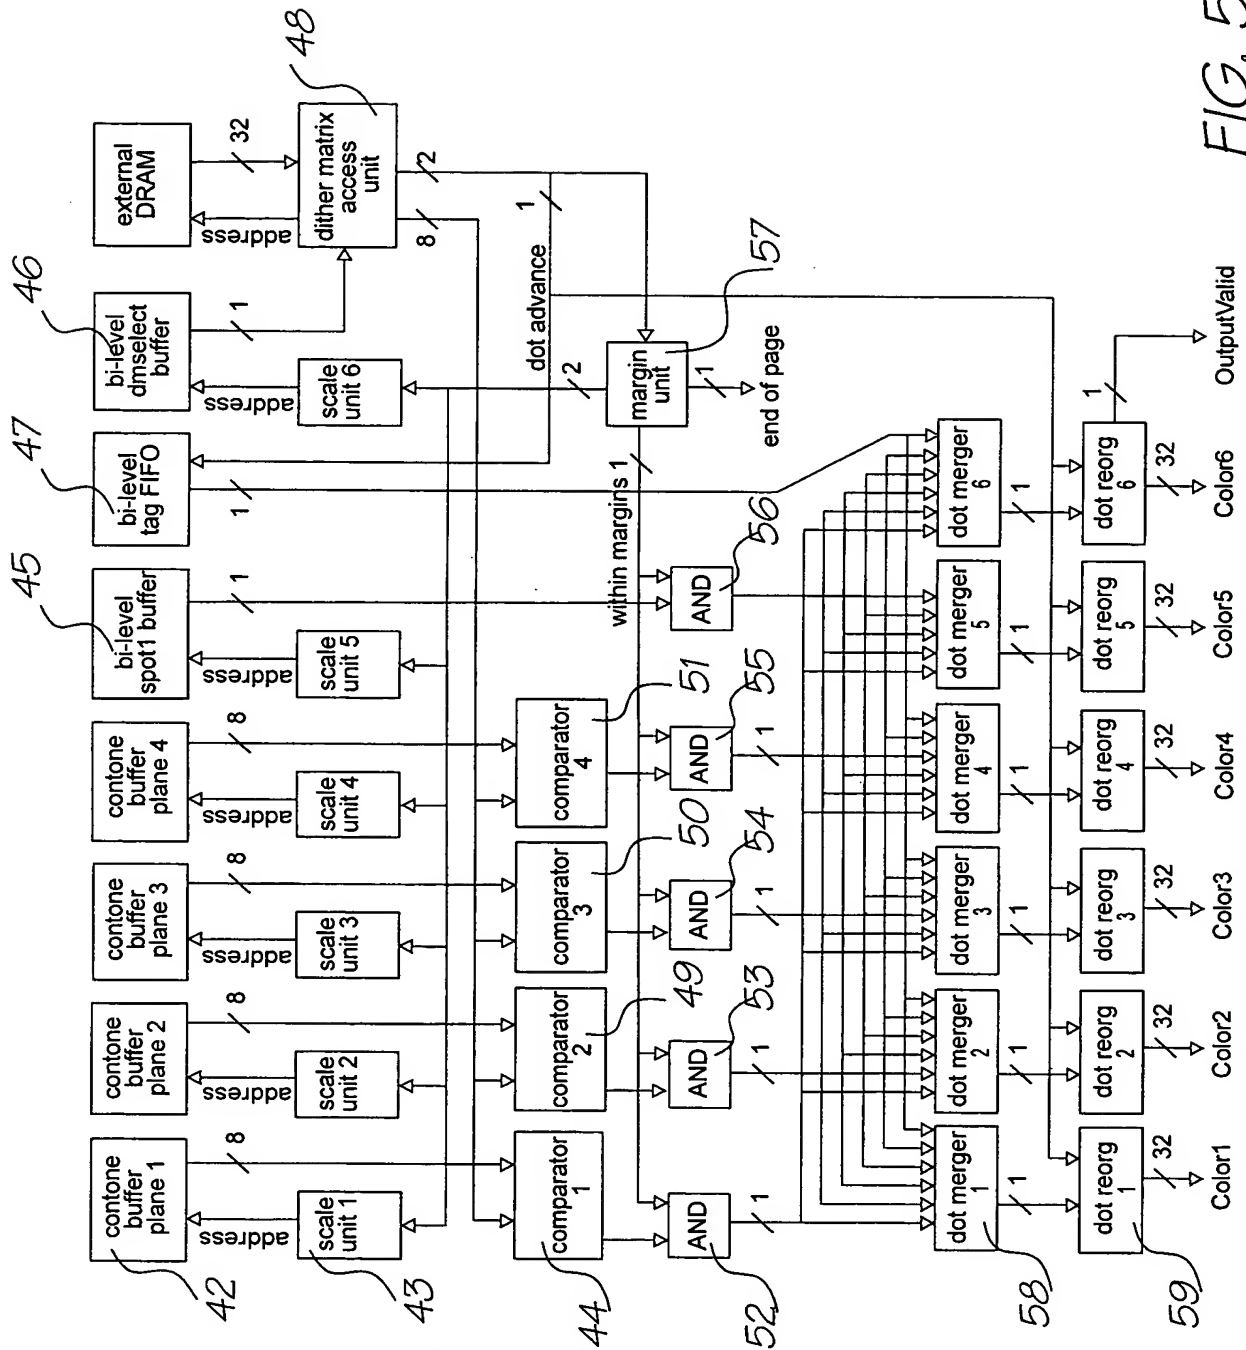 contone
buffer
plane 1
contone
buffer
plane 2
contone
buffer
plane 3
contone
buffer
plane 4
bi-level
spot1 buffer
bi-level
tag FIFO
bi-level
dmselect
buffer
external
DRAM
42
45
47
46
8
8
8
8
1
1
1
32
address
address
address
address
address
address
address
scale
unit 1
scale
unit 2
scale
unit 3
scale
unit 4
scale
unit 5
scale
unit 6
dither matrix
access
unit
43
48
8
2
1
dot advance
comparator
1
comparator
2
comparator
3
comparator
4
44
49
50
51
2
margin
unit
57
1
end of page
within margins 1
AND
AND
AND
AND
AND
52
53
54
55
56
1
1
1
1
dot merger
1
dot merger
2
dot merger
3
dot merger
4
dot merger
5
dot merger
6
58
1
1
1
1
1
1
dot reorg
1
dot reorg
2
dot reorg
3
dot reorg
4
dot reorg
5
dot reorg
6
59
32
32
32
32
32
32
1
Color1
Color2
Color3
Color4
Color5
Color6
OutputValid
FIG. 5